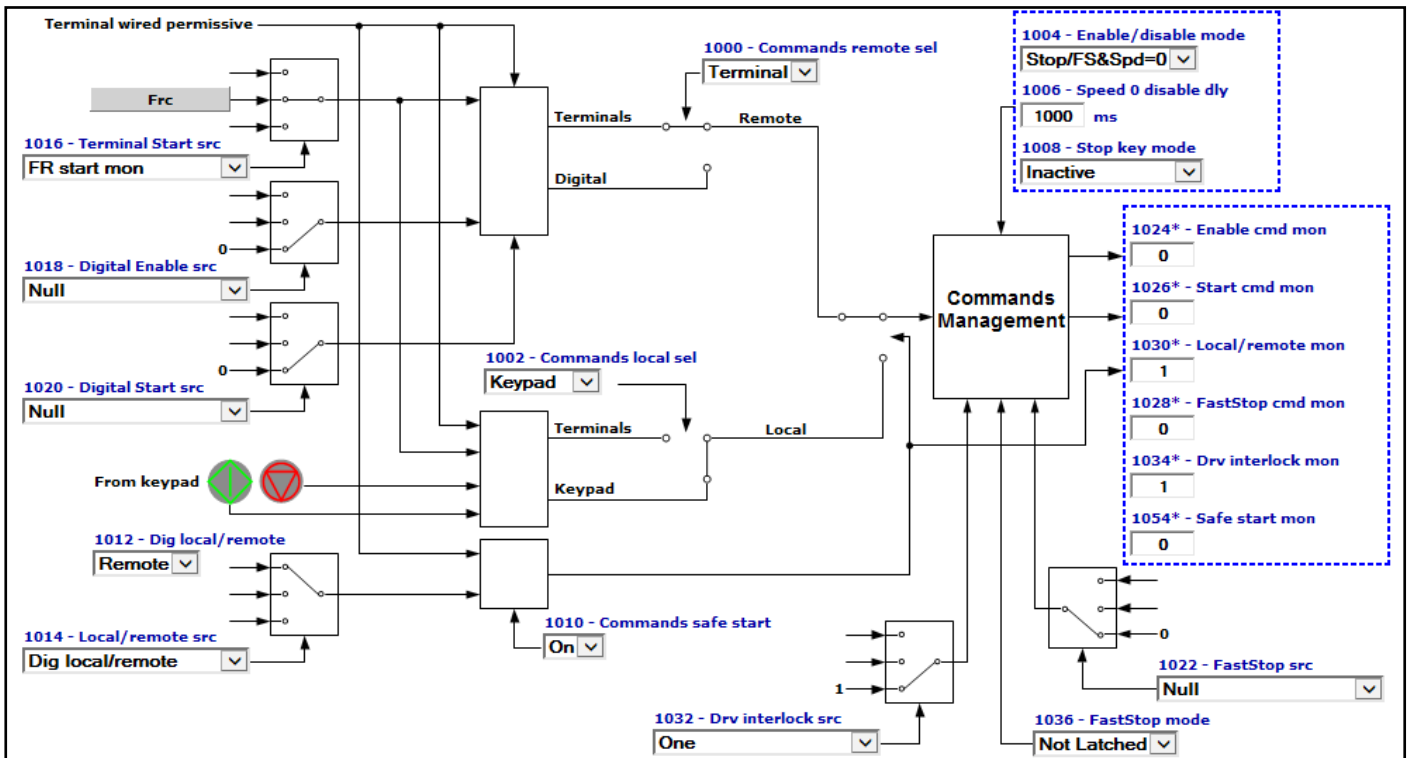 Terminal wired permissive
Frc
1016 - Terminal Start src
FR start mon
0
1018 - Digital Enable src
Null
0
1020 - Digital Start src
Null
From keypad
1012 - Dig local/remote
Remote
1014 - Local/remote src
Dig local/remote
1000 - Commands remote sel
Terminal
Terminals
Remote
Digital
1002 - Commands local sel
Keypad
Terminals
Local
Keypad
1010 - Commands safe start
On
Commands
Management
1004 - Enable/disable mode
Stop/FS&Spd=0
1006 - Speed 0 disable dly
1000 ms
1008 - Stop key mode
Inactive
1024* - Enable cmd mon
0
1026* - Start cmd mon
0
1030* - Local/remote mon
1
1028* - FastStop cmd mon
0
1034* - Drv interlock mon
1
1054* - Safe start mon
0
1
1032 - Drv interlock src
One
0
1022 - FastStop src
Null
1036 - FastStop mode
Not Latched